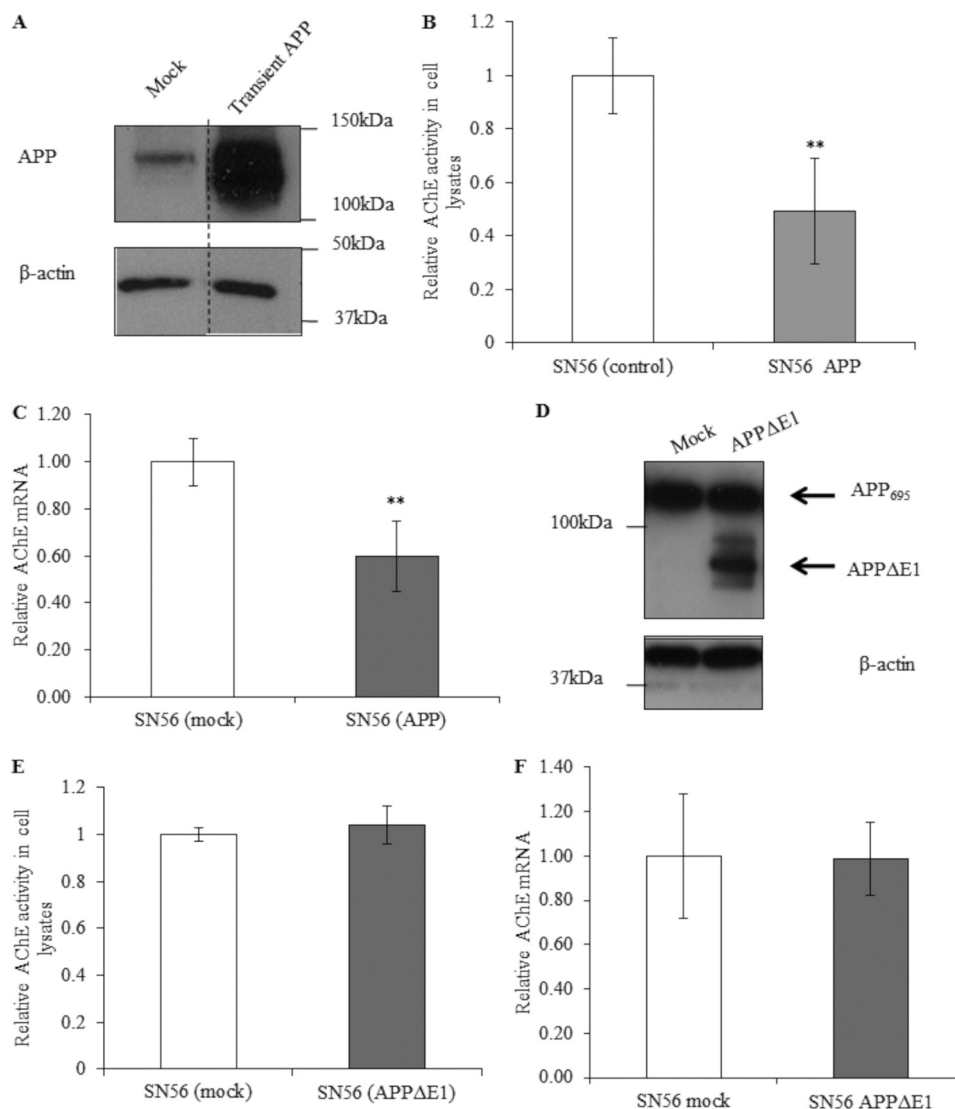 A
Mock
Transient APP
APP
150kDa
100kDa
β-actin
50kDa
37kDa
B
Relative AChE activity in cell
lysates
1.2
1
0.8
0.6
0.4
0.2
0
**
SN56 (control)
SN56 APP
C
Relative AChE mRNA
1.20
1.00
0.80
0.60
0.40
0.20
0.00
**
SN56 (mock)
SN56 (APP)
D
Mock
APPΔE1
100kDa
APP695
APPΔE1
37kDa
β-actin
E
Relative AChE activity in cell
lysates
1.2
1
0.8
0.6
0.4
0.2
0
SN56 (mock)
SN56 (APPΔE1)
F
Relative AChE mRNA
1.40
1.20
1.00
0.80
0.60
0.40
0.20
0.00
SN56 mock
SN56 APPΔE1